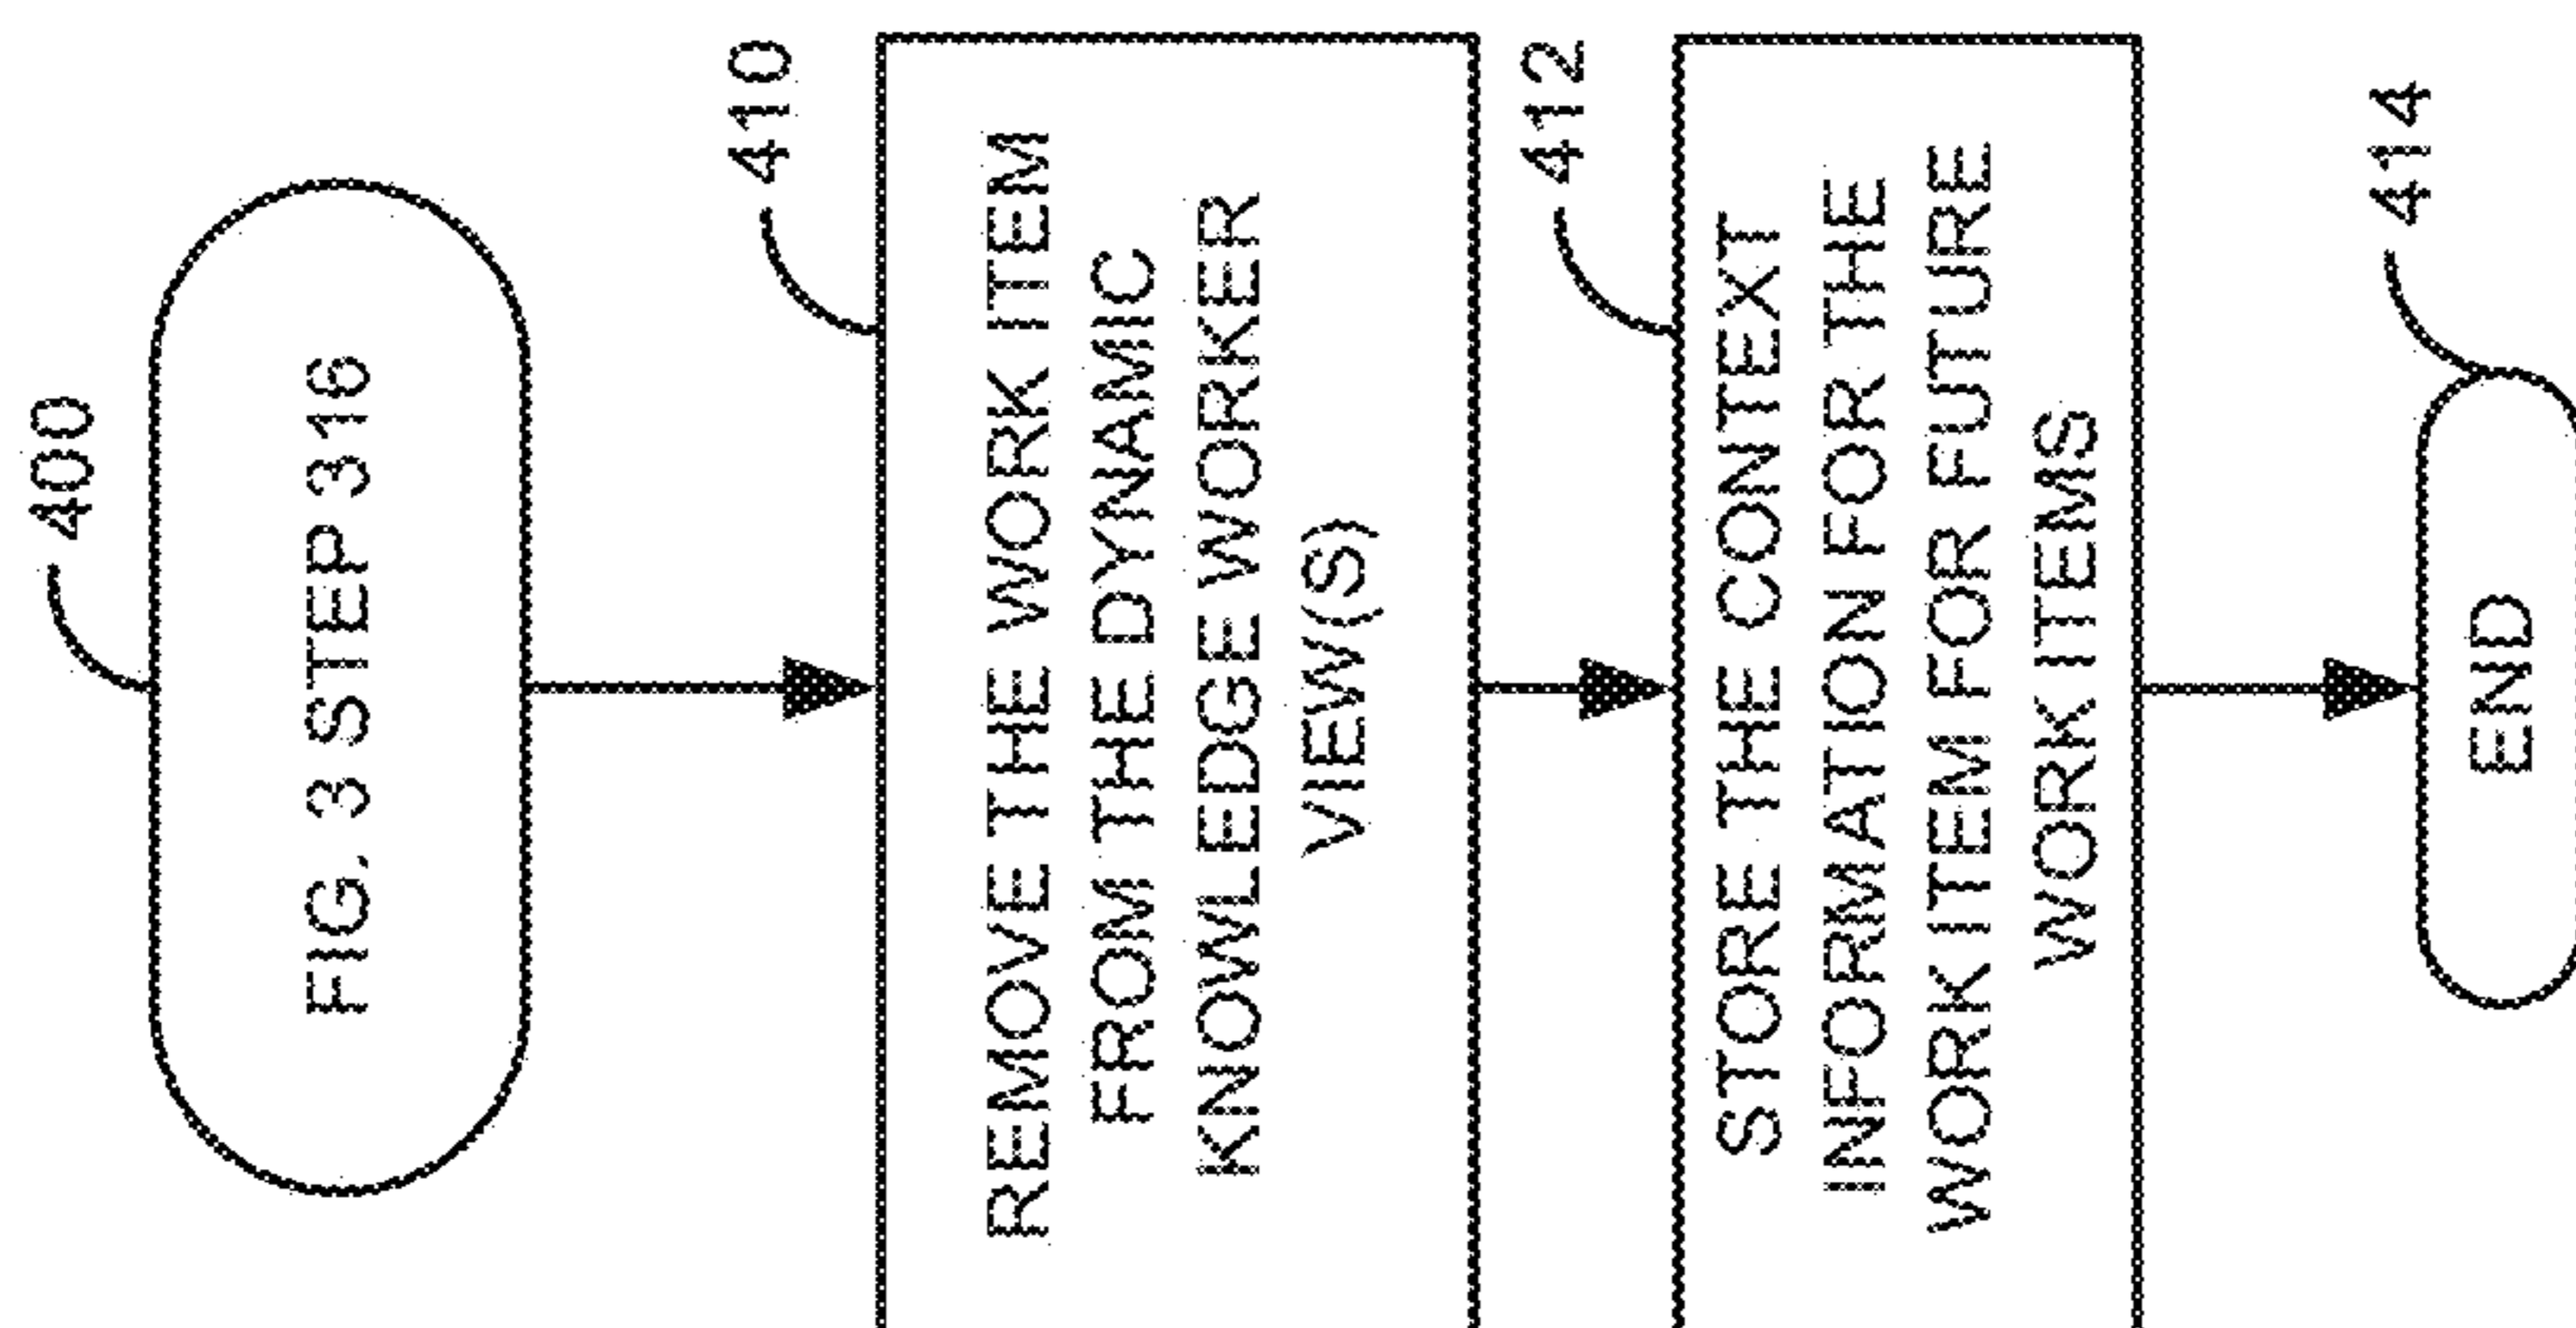 400
FIG. 3 STEP 316
410
REMOVE THE WORK ITEM
FROM THE DYNAMIC
KNOWLEDGE WORKER
VIEW(S)
412
STORE THE CONTEXT
INFORMATION FOR THE
WORK ITEM FOR FUTURE
WORK ITEMS
414
END